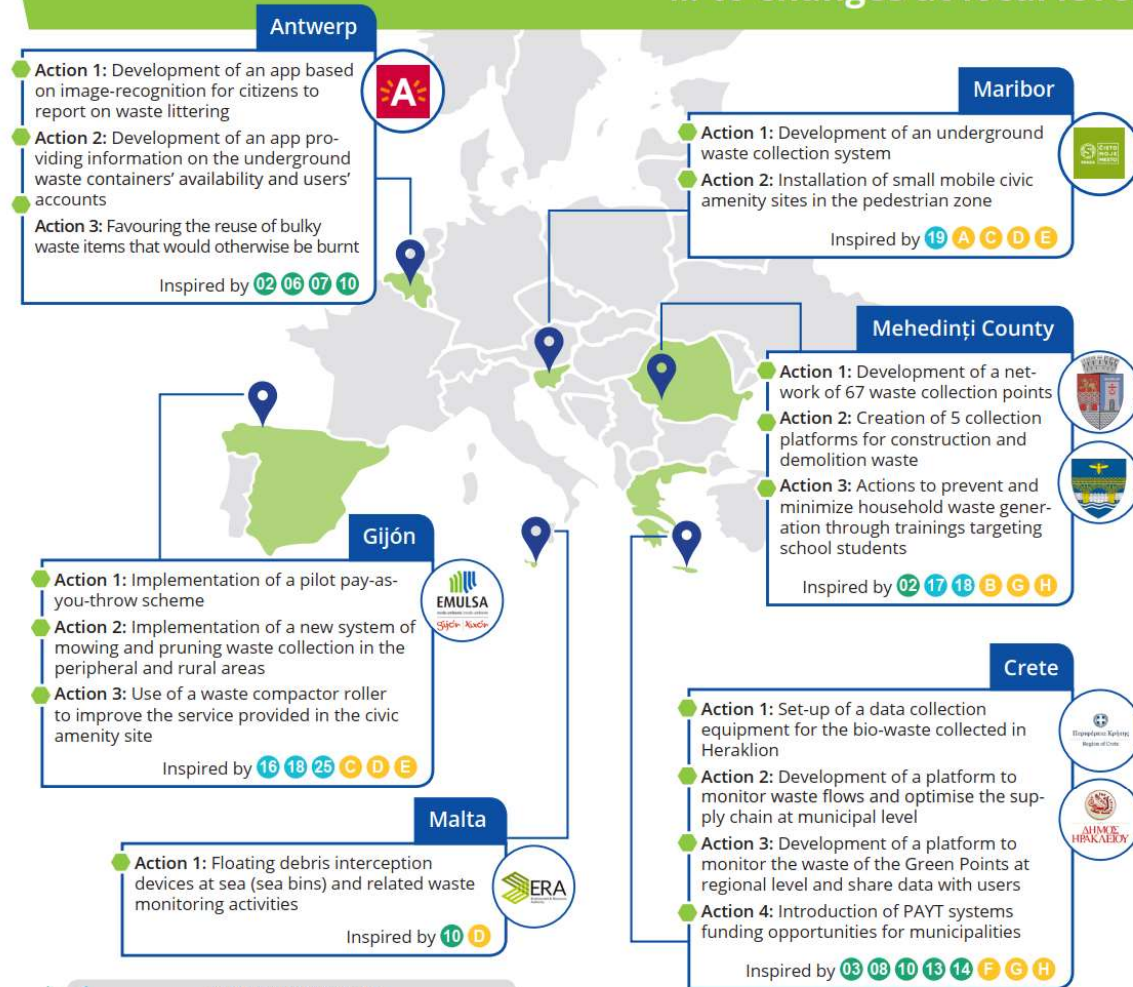 Antwerp
Action 1: Development of an app based
on image-recognition for citizens to
report on waste littering
Action 2: Development of an app pro-
viding information on the underground
waste containers' availability and users'
accounts
Action 3: Favouring the reuse of bulky
waste items that would otherwise be burnt
Inspired by 02 06 07 10
A
Maribor
Action 1: Development of an underground
waste collection system
Action 2: Installation of small mobile civic
amenity sites in the pedestrian zone
Inspired by 19 A C D E
ČISTO
MOJE
MESTO
Mehedinți County
Action 1: Development of a net-
work of 67 waste collection points
Action 2: Creation of 5 collection
platforms for construction and
demolition waste
Action 3: Actions to prevent and
minimize household waste gener-
ation through trainings targeting
school students
Inspired by 02 17 18 B G H
Gijón
Action 1: Implementation of a pilot pay-as-
you-throw scheme
Action 2: Implementation of a new system of
mowing and pruning waste collection in the
peripheral and rural areas
Action 3: Use of a waste compactor roller
to improve the service provided in the civic
amenity site
Inspired by 16 18 25 C D E
EMULSA
Gijón Xixón
Malta
Action 1: Floating debris interception
devices at sea (sea bins) and related waste
monitoring activities
Inspired by 10 D
ERA
Crete
Action 1: Set-up of a data collection
equipment for the bio-waste collected in
Heraklion
Action 2: Development of a platform to
monitor waste flows and optimise the sup-
ply chain at municipal level
Action 3: Development of a platform to
monitor the waste of the Green Points at
regional level and share data with users
Action 4: Introduction of PAYT systems
funding opportunities for municipalities
Inspired by 03 08 10 13 14 F G H
Περιφέρεια Κρήτης
Region of Crete
ΔΗΜΟΣ
ΗΡΑΚΛΕΙΟΥ